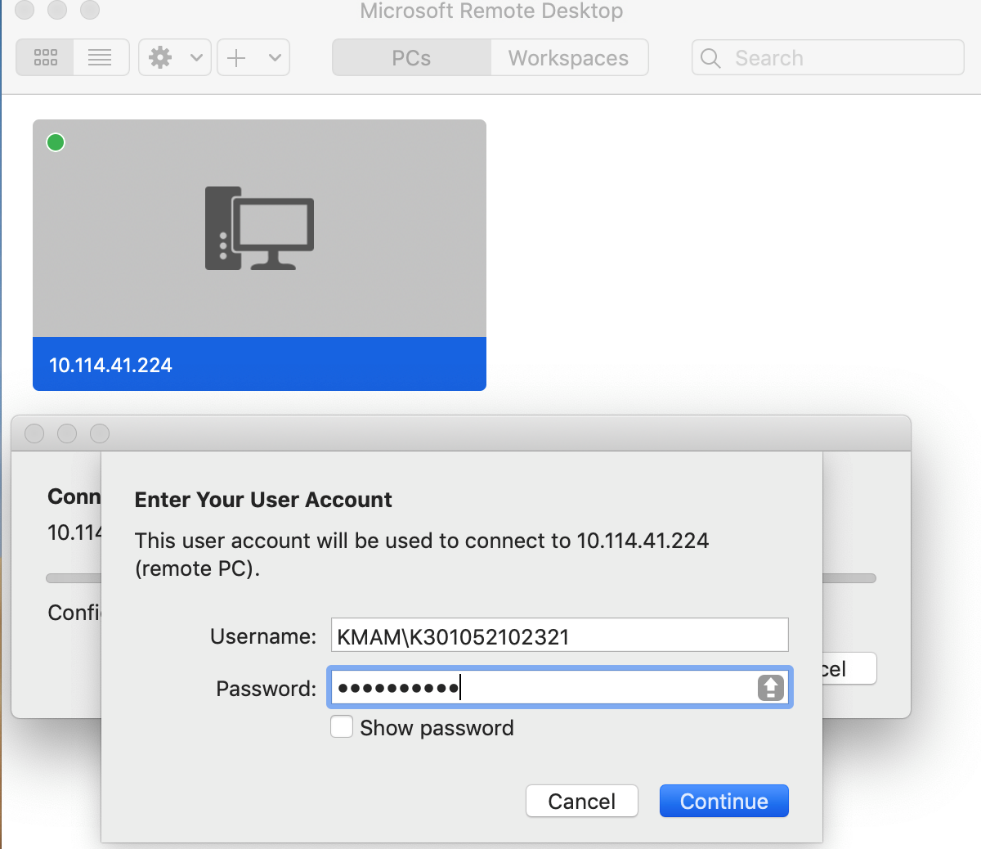 Microsoft Remote Desktop
PCs
Workspaces
Search
10.114.41.224
Conn
10.114
Confi
Enter Your User Account
This user account will be used to connect to 10.114.41.224
(remote PC).
Username: KMAM\K301052102321
Password: ••••••••••
Show password
cel
Cancel
Continue